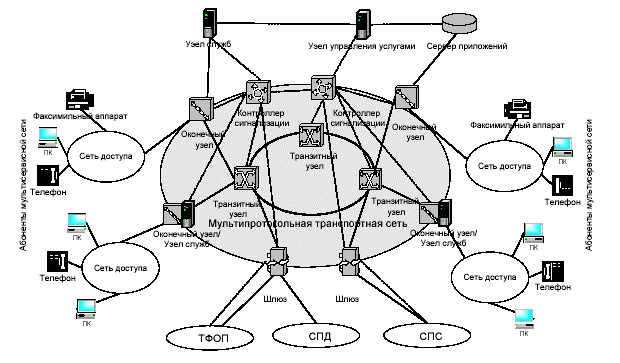 Узел служб
Узел управления услугами
Сервер приложений
Факсимильный аппарат
ПК
Сеть доступа
Телефон
Абоненты мультисервисной сети
Оконечный
узел
Контроллер
сигнализации
Контроллер
сигнализации
Оконечный
узел
Транзитный
узел
Факсимильный аппарат
ПК
Сеть доступа
Телефон
Абоненты мультисервисной сети
Транзитный
узел
Транзитный
узел
Мультипротокольная транспортная сеть
ПК
Оконечный узел/
Узел служб
Телефон
Сеть доступа
ПК
Оконечный узел/
Узел служб
ПК
Сеть доступа
Телефон
ПК
Шлюз
Шлюз
ТФОП
СПД
СПС